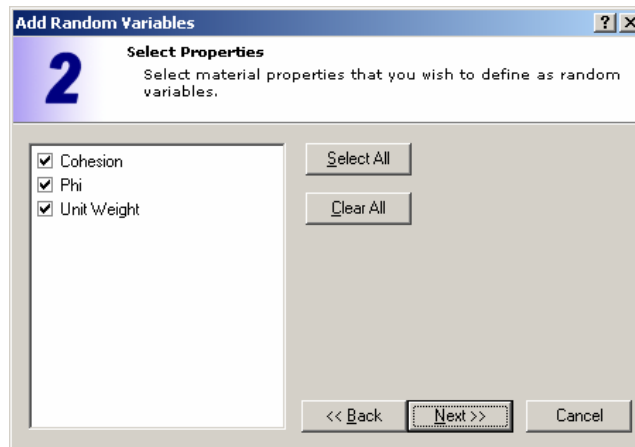 Add Random Variables
2
Select Properties
Select material properties that you wish to define as random
variables.
Cohesion
Phi
Unit Weight
Select All
Clear All
<< Back
Next >>
Cancel